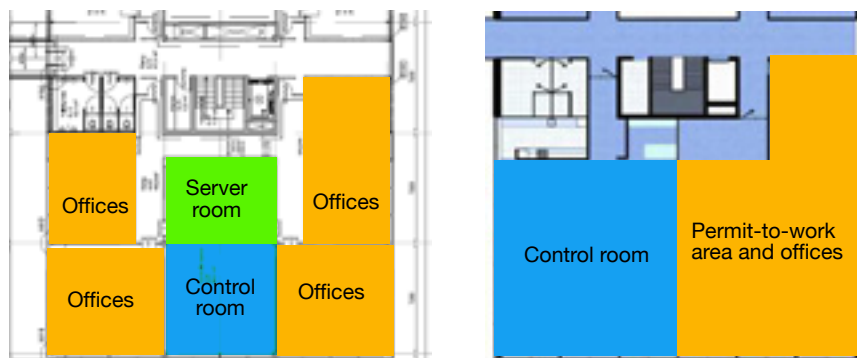 Offices
Server
room
Offices
Offices
Control
room
Offices
Control room
Permit-to-work
area and offices